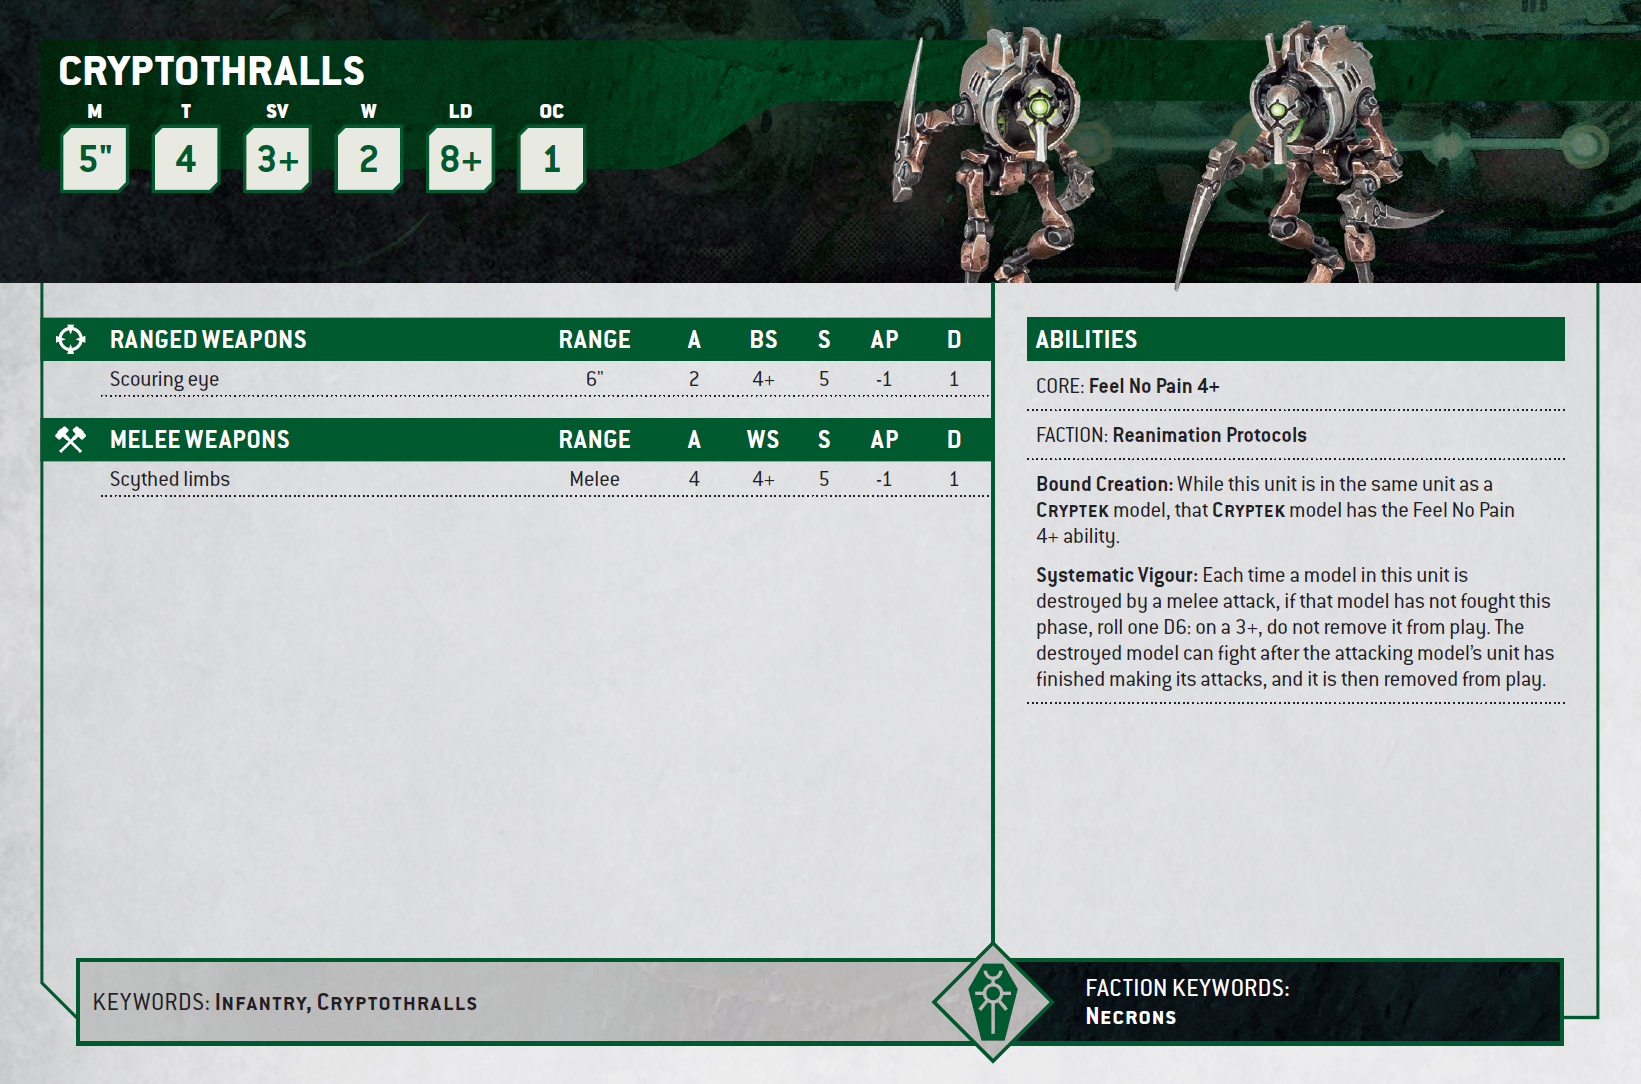 CRYPTOTHRALLS
M T SV W LD OC
5" 4 3+ 2 8+ 1
RANGED WEAPONS RANGE A BS S AP D
Scouring eye 6" 2 4+ 5 -1 1
MELEE WEAPONS RANGE A WS S AP D
Scythed limbs Melee 4 4+ 5 -1 1
ABILITIES
CORE: Feel No Pain 4+
FACTION: Reanimation Protocols
Bound Creation: While this unit is in the same unit as a
CRYPTEK model, that CRYPTEK model has the Feel No Pain
4+ ability.
Systematic Vigour: Each time a model in this unit is
destroyed by a melee attack, if that model has not fought this
phase, roll one D6: on a 3+, do not remove it from play. The
destroyed model can fight after the attacking model's unit has
finished making its attacks, and it is then removed from play.
KEYWORDS: INFANTRY, CRYPTOTHRALLS
FACTION KEYWORDS:
NECRONS